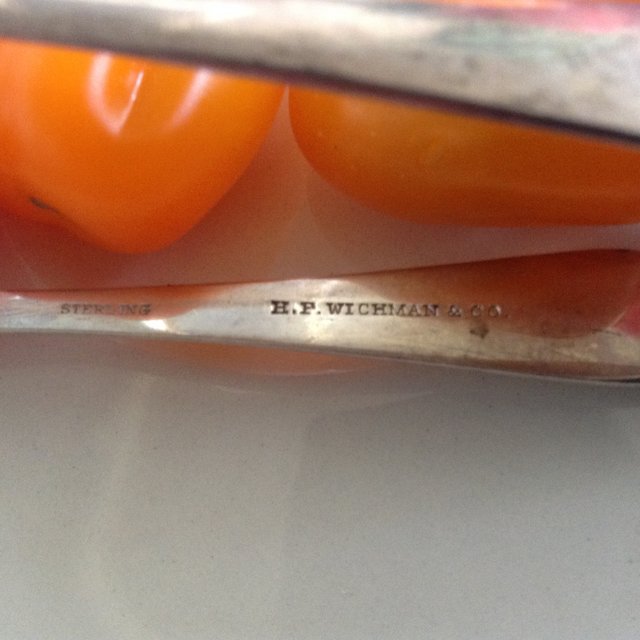 STERLING H.F. WICHMAN & CO.